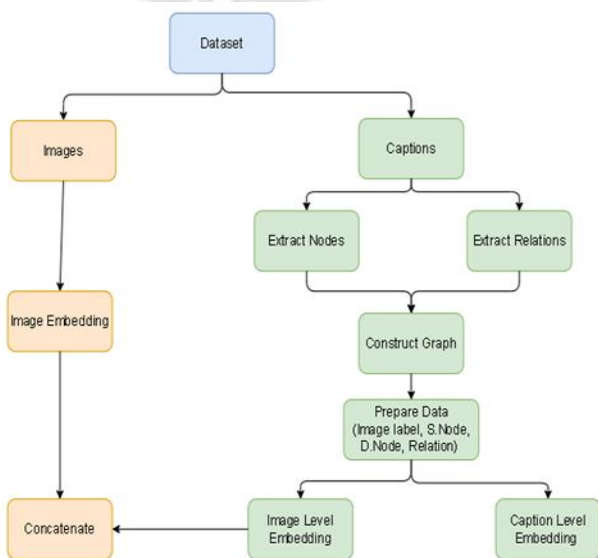 Dataset
Images
Captions
Extract Nodes
Extract Relations
Image Embedding
Construct Graph
Prepare Data
(Image label, S.Node,
D.Node, Relation)
Concatenate
Image Level
Embedding
Caption Level
Embedding